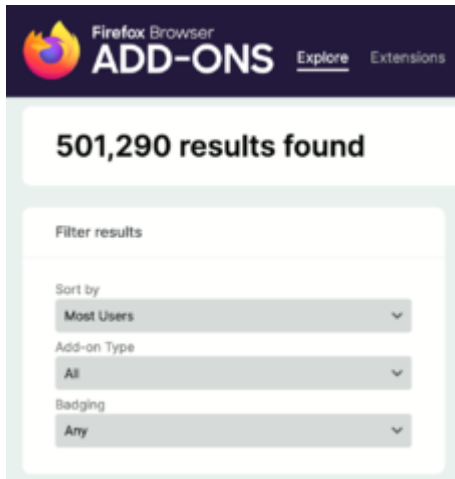 Firefox Browser
ADD-ONS Explore Extensions
501,290 results found
Filter results
Sort by
Most Users
Add-on Type
All
Badging
Any